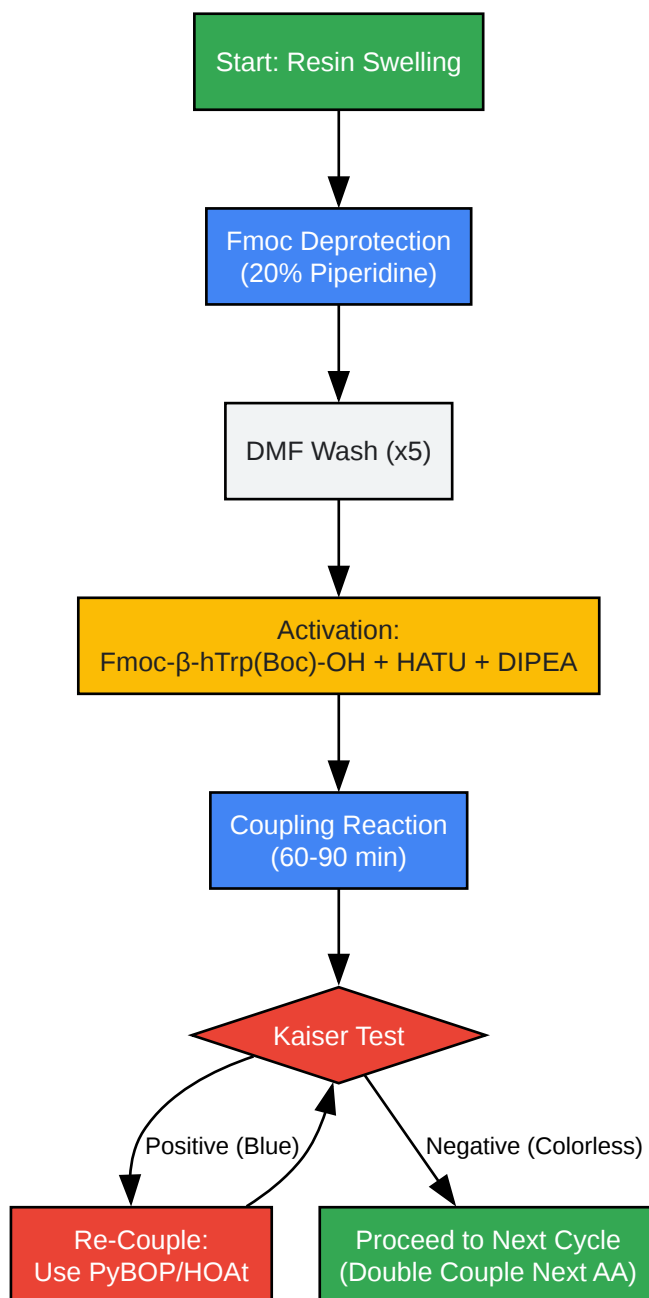 Start: Resin Swelling
Fmoc Deprotection
(20% Piperidine)
DMF Wash (x5)
Activation:
Fmoc-β-hTrp(Boc)-OH + HATU + DIPEA
Coupling Reaction
(60-90 min)
Kaiser Test
Positive (Blue)
Negative (Colorless)
Re-Couple:
Use PyBOP/HOAt
Proceed to Next Cycle
(Double Couple Next AA)